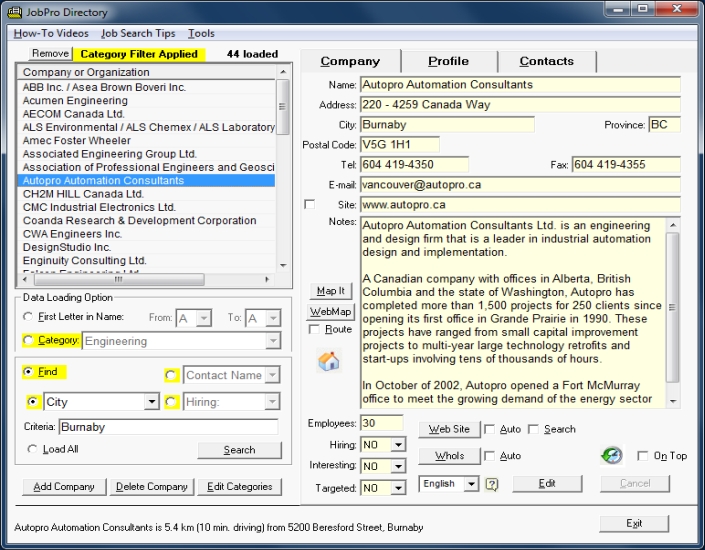 JobPro Directory
How-To Videos Job Search Tips Tools
Remove Category Filter Applied 44 loaded
Company or Organization
ABB Inc. / Asea Brown Boveri Inc.
Acumen Engineering
AECOM Canada Ltd.
ALS Environmental / ALS Chemex / ALS Laboratory
Amec Foster Wheeler
Associated Engineering Group Ltd.
Association of Professional Engineers and Geosci
Autopro Automation Consultants
CH2M HILL Canada Ltd.
CMC Industrial Electronics Ltd.
Coanda Research & Development Corporation
CWA Engineers Inc.
DesignStudio Inc.
Enginuity Consulting Ltd.
Falcon Engineering Ltd.
Data Loading Option
First Letter in Name: From: A To: A
Category: Engineering
Find Contact Name
City Hiring:
Criteria: Burnaby
Load All Search
Add Company Delete Company Edit Categories
Company Profile Contacts
Name: Autopro Automation Consultants
Address: 220 - 4259 Canada Way
City: Burnaby Province: BC
Postal Code: V5G 1H1
Tel: 604 419-4350 Fax: 604 419-4355
E-mail: vancouver@autopro.ca
Site: www.autopro.ca
Notes: Autopro Automation Consultants Ltd. is an engineering
and design firm that is a leader in industrial automation
design and implementation.
A Canadian company with offices in Alberta, British
Columbia and the state of Washington, Autopro has
completed more than 1,500 projects for 250 clients since
opening its first office in Grande Prairie in 1990. These
projects have ranged from small capital improvement
projects to multi-year large technology retrofits and
start-ups involving tens of thousands of hours.
In October of 2002, Autopro opened a Fort McMurray
office to meet the growing demand of the energy sector
Map It
WebMap
Route
Employees: 30 Web Site Auto Search
Hiring: NO WhoIs Auto On Top
Interesting: NO
Targeted: NO English ? Edit Cancel
Autopro Automation Consultants is 5.4 km (10 min. driving) from 5200 Beresford Street, Burnaby
Exit